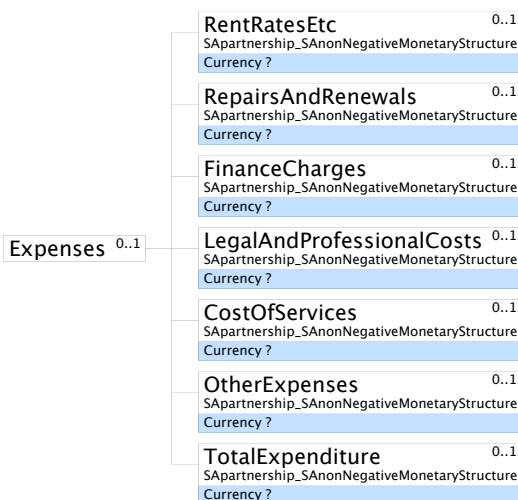 RentRatesEtc 0..1
SApartnership_SAnonNegativeMonetaryStructure
Currency ?
RepairsAndRenewals 0..1
SApartnership_SAnonNegativeMonetaryStructure
Currency ?
FinanceCharges 0..1
SApartnership_SAnonNegativeMonetaryStructure
Currency ?
Expenses 0..1
LegalAndProfessionalCosts 0..1
SApartnership_SAnonNegativeMonetaryStructure
Currency ?
CostOfServices 0..1
SApartnership_SAnonNegativeMonetaryStructure
Currency ?
OtherExpenses 0..1
SApartnership_SAnonNegativeMonetaryStructure
Currency ?
TotalExpenditure 0..1
SApartnership_SAnonNegativeMonetaryStructure
Currency ?